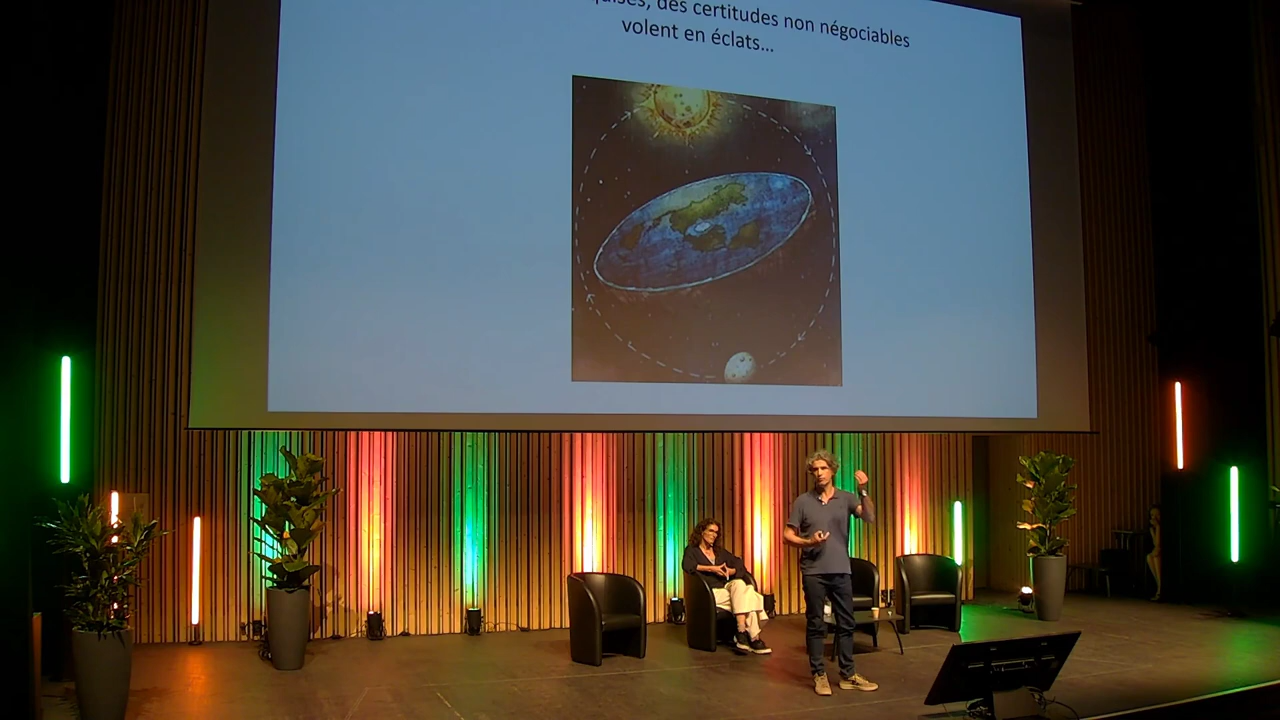 des certitudes non négociables
volent en éclats...